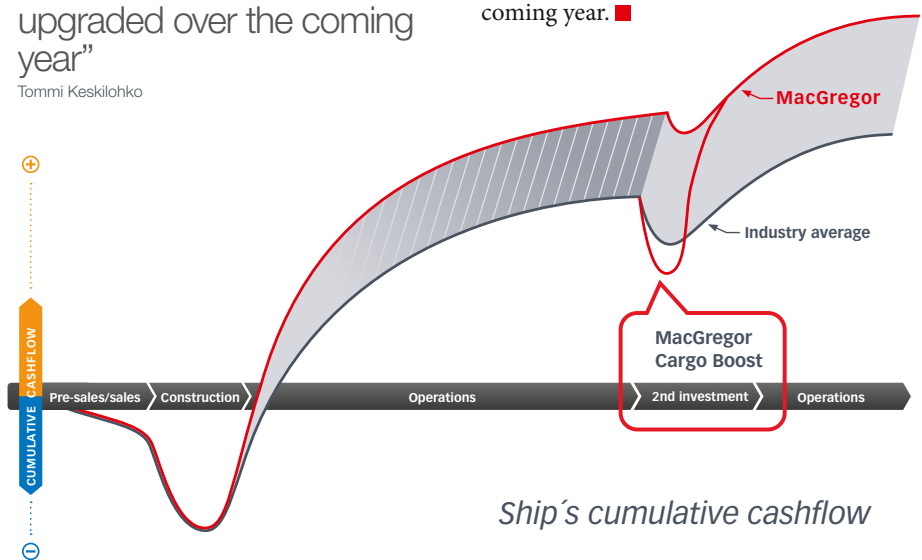 upgraded over the coming
year”
Tommi Keskilohko
coming year.
MacGregor
Industry average
MacGregor
Cargo Boost
CUMULATIVE CASHFLOW
Pre-sales/sales
Construction
Operations
2nd investment
Operations
Ship´s cumulative cashflow